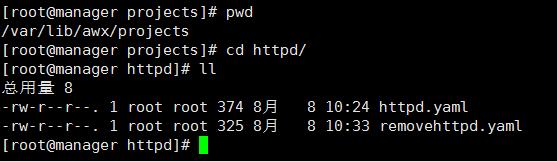 [root@manager projects]# pwd
/var/lib/awx/projects
[root@manager projects]# cd httpd/
[root@manager httpd]# ll
总用量 8
-rw-r--r--. 1 root root 374 8月   8 10:24 httpd.yaml
-rw-r--r--. 1 root root 325 8月   8 10:33 removehttpd.yaml
[root@manager httpd]#